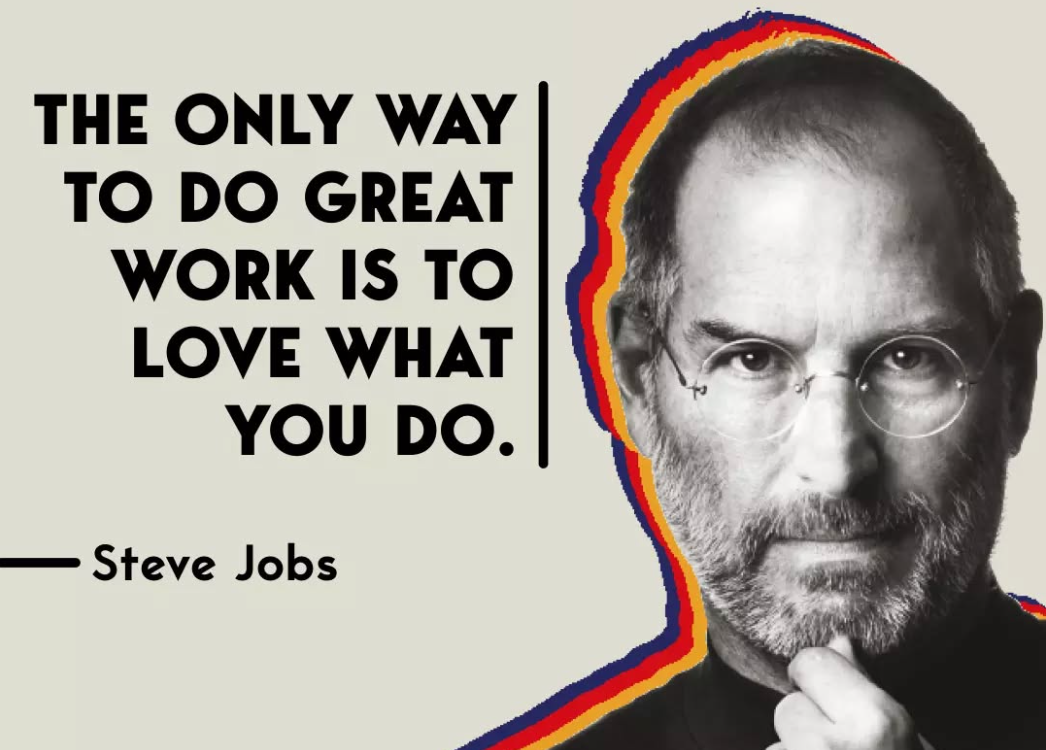 THE ONLY WAY
TO DO GREAT
WORK IS TO
LOVE WHAT
YOU DO.
Steve Jobs